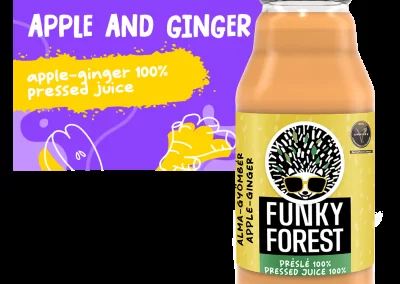 APPLE AND GINGER
apple-ginger 100%
pressed juice
ALMA-GYÖMBÉR
APPLE-GINGER
FUNKY
FOREST
PRÉSLÉ 100%
PRESSED JUICE 100%